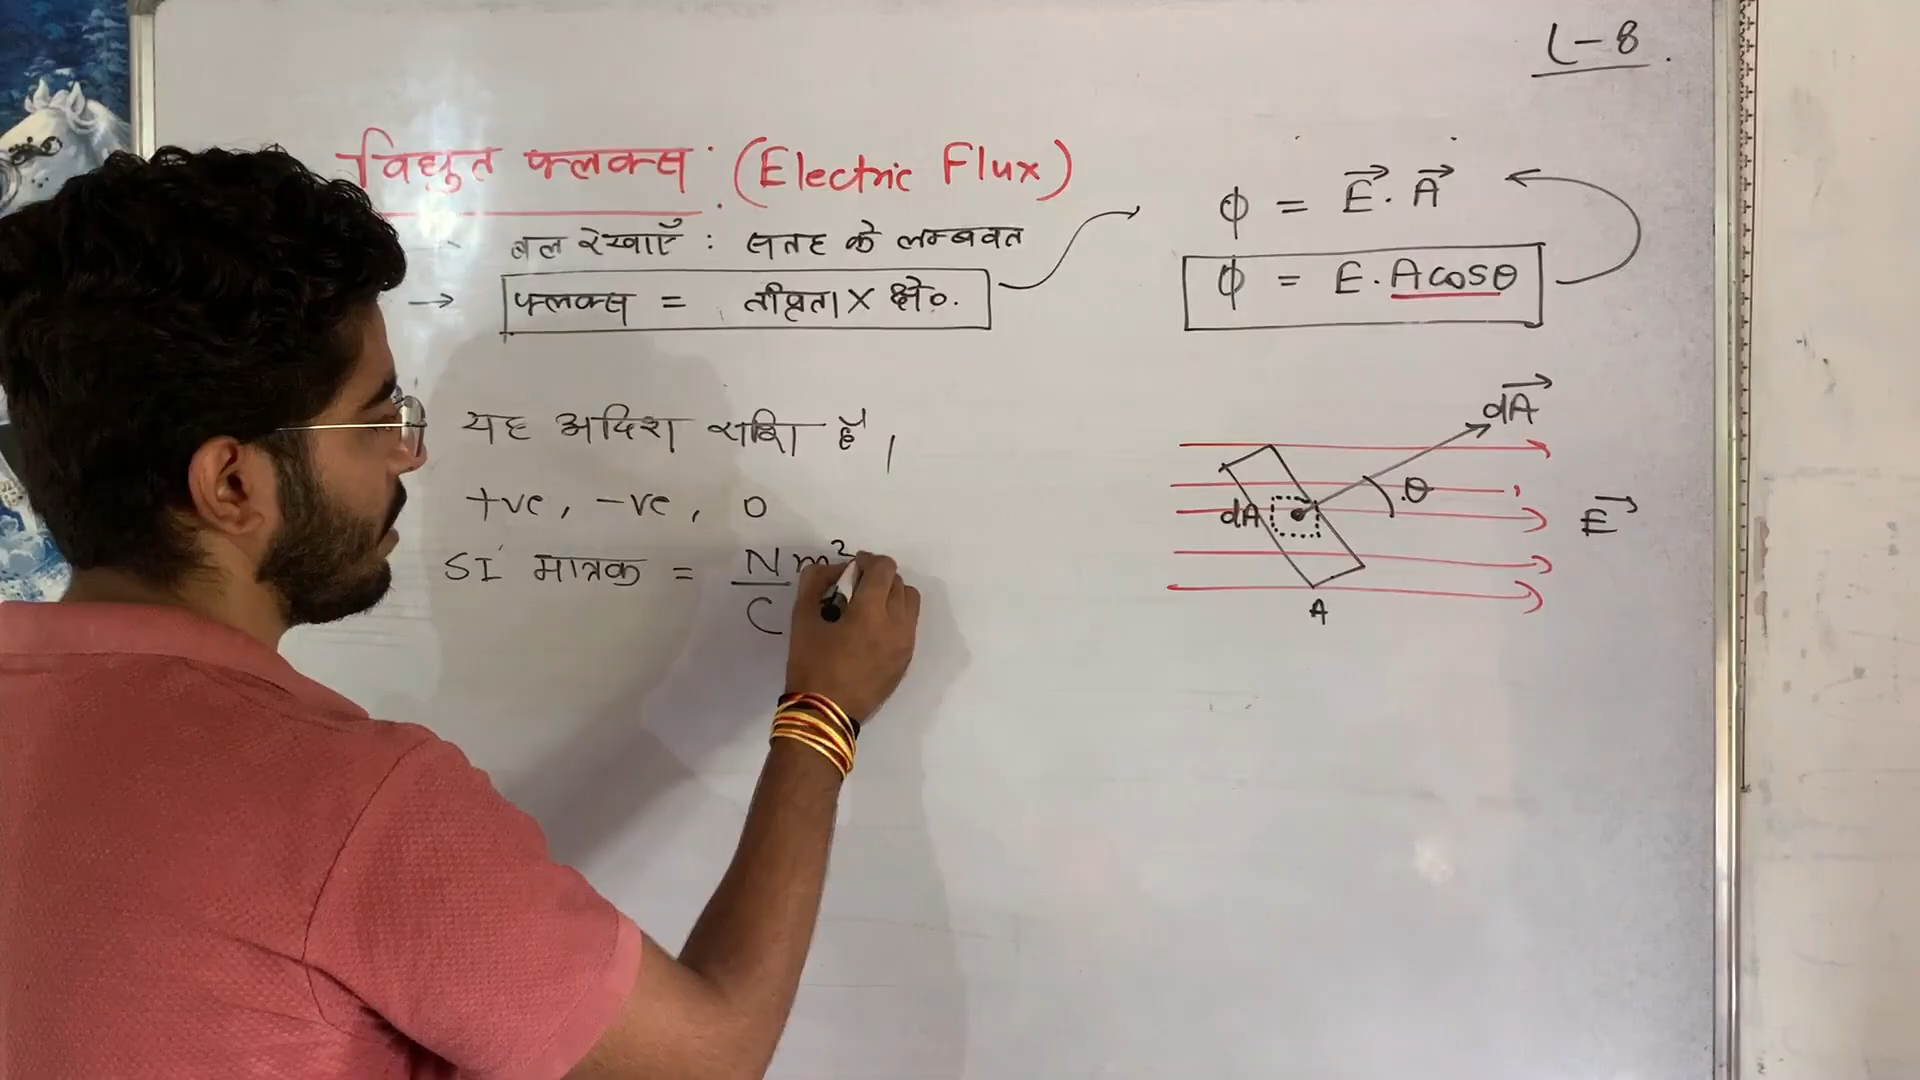 L-8
विद्युत फ्लक्स : (Electric Flux)
- बल रेखाएँ : सतह के लम्बवत
→ फ्लक्स = तीव्रता × क्षे०.
यह अदिश राशि है,
+ve, -ve, 0
SI मात्रक = N m² / C
ϕ = E⃗ . A⃗
ϕ = E . A cosθ
dA⃗
θ
dA
E⃗
A